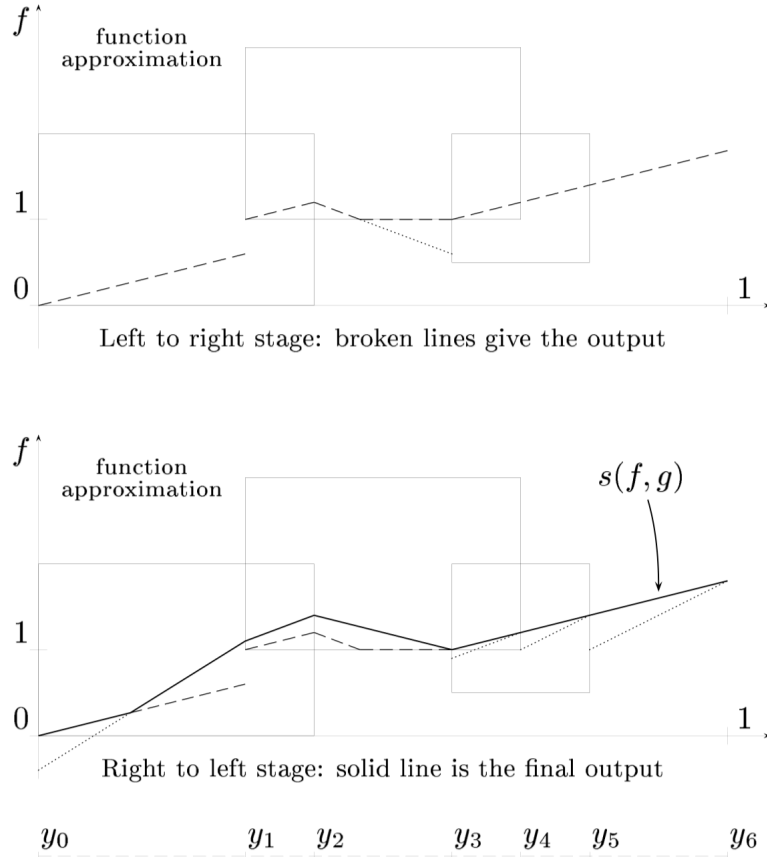 f
function
approximation
1
0
1
Left to right stage: broken lines give the output
f
function
approximation
s(f, g)
1
0
1
Right to left stage: solid line is the final output
y₀ y₁ y₂ y₃ y₄ y₅ y₆